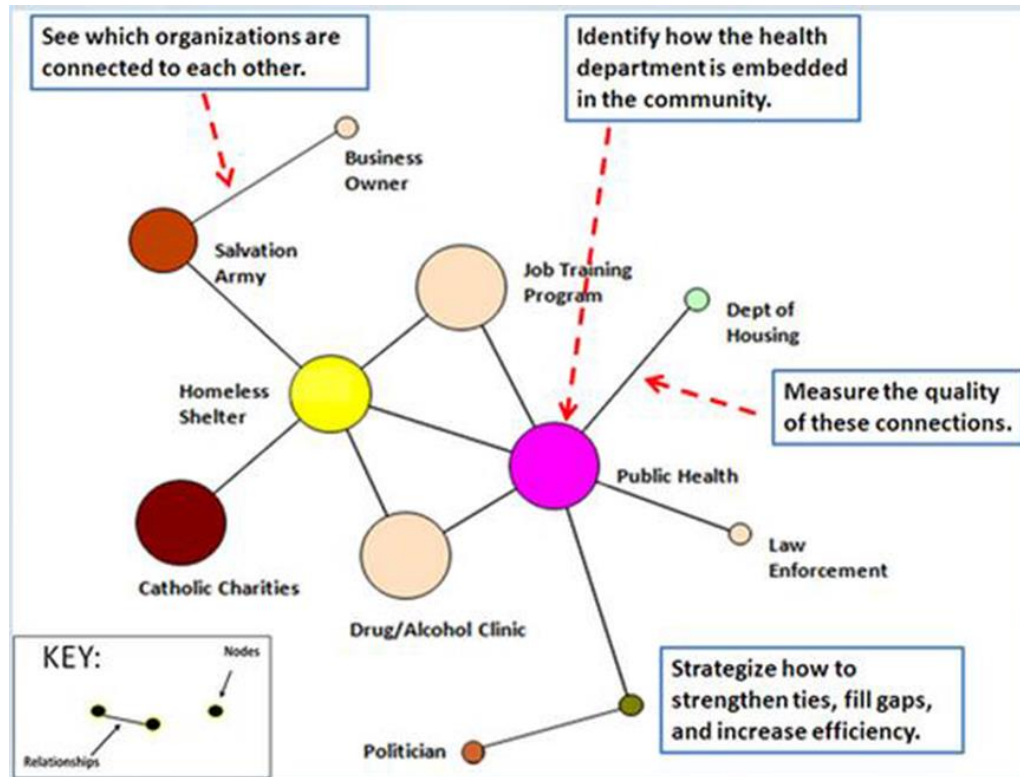 See which organizations are
connected to each other.
Identify how the health
department is embedded
in the community.
Business
Owner
Salvation
Army
Job Training
Program
Dept of
Housing
Homeless
Shelter
Measure the quality
of these connections.
Public Health
Law
Enforcement
Catholic Charities
Drug/Alcohol Clinic
Strategize how to
strengthen ties, fill gaps,
and increase efficiency.
Politician
KEY:
Nodes
Relationships